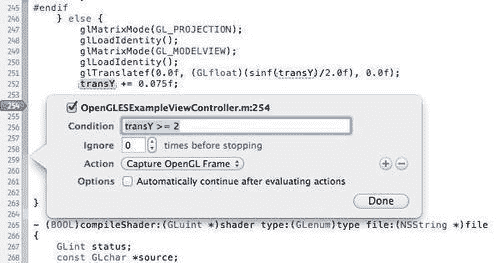 245
246 #endif
247 } else {
glMatrixMode(GL_PROJECTION);
248 glLoadIdentity();
249 glMatrixMode(GL_MODELVIEW);
250 glLoadIdentity();
251 glTranslatef(0.0f, (GLfloat)(sinf(transY)/2.0f), 0.0f);
252 transY += 0.075f;
253
254 OpenGLESExampleViewController.m:254
255
256 Condition transY >= 2
257
258 Ignore 0 times before stopping
259
260 Action Capture OpenGL Frame
261 Options Automatically continue after evaluating actions
262
263 } Done
264
265 - (BOOL)compileShader:(GLuint *)shader type:(GLenum)type file:(NSString *)file
266 {
267 GLint status;
268 const GLchar *source;